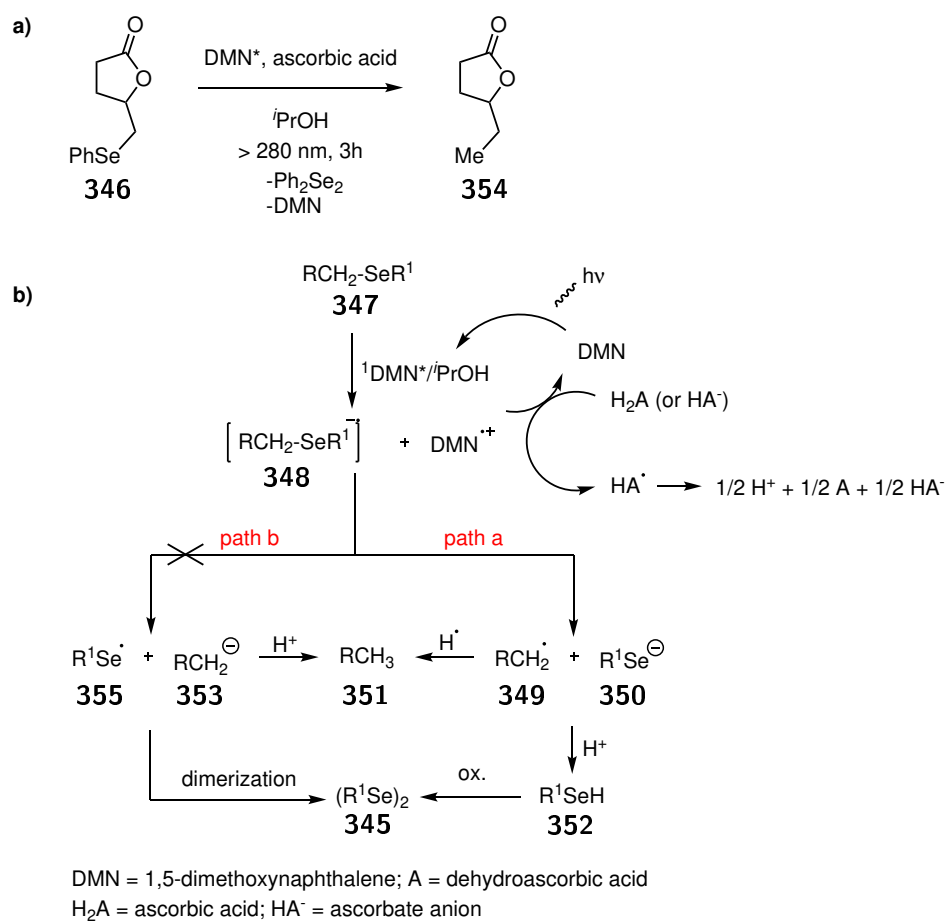 a)
O
O
PhSe
346
DMN*, ascorbic acid
ⁱPrOH
> 280 nm, 3h
-Ph₂Se₂
-DMN
O
O
Me
354
b)
RCH₂-SeR¹
347
hν
DMN
¹DMN*/ⁱPrOH
H₂A (or HA⁻)
[RCH₂-SeR¹]⁻•
+
DMN•⁺
348
HA•
1/2 H⁺ + 1/2 A + 1/2 HA⁻
path b
path a
R¹Se• + RCH₂⊖
H⁺
RCH₃
H•
RCH₂• + R¹Se⊖
355
353
351
349
350
H⁺
dimerization
(R¹Se)₂
ox.
R¹SeH
345
352
DMN = 1,5-dimethoxynaphthalene; A = dehydroascorbic acid
H₂A = ascorbic acid; HA⁻ = ascorbate anion